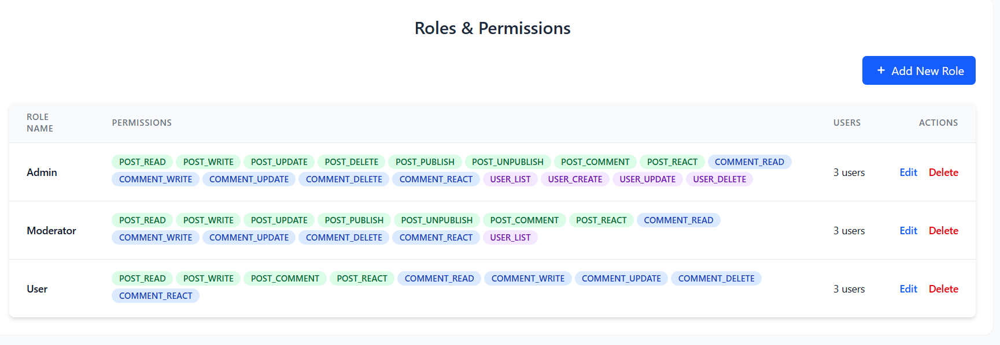 Roles & Permissions
+ Add New Role
ROLE NAME PERMISSIONS USERS ACTIONS
Admin POST_READ POST_WRITE POST_UPDATE POST_DELETE POST_PUBLISH POST_UNPUBLISH POST_COMMENT POST_REACT COMMENT_READ
COMMENT_WRITE COMMENT_UPDATE COMMENT_DELETE COMMENT_REACT USER_LIST USER_CREATE USER_UPDATE USER_DELETE 3 users Edit Delete
Moderator POST_READ POST_WRITE POST_UPDATE POST_PUBLISH POST_UNPUBLISH POST_COMMENT POST_REACT COMMENT_READ
COMMENT_WRITE COMMENT_UPDATE COMMENT_DELETE COMMENT_REACT USER_LIST 3 users Edit Delete
User POST_READ POST_WRITE POST_COMMENT POST_REACT COMMENT_READ COMMENT_WRITE COMMENT_UPDATE COMMENT_DELETE
COMMENT_REACT 3 users Edit Delete